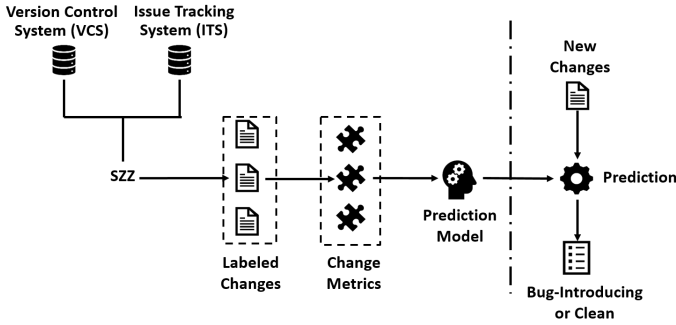 Version Control
System (VCS)
Issue Tracking
System (ITS)
New
Changes
SZZ
Prediction
Prediction
Model
Labeled
Changes
Change
Metrics
Bug-Introducing
or Clean